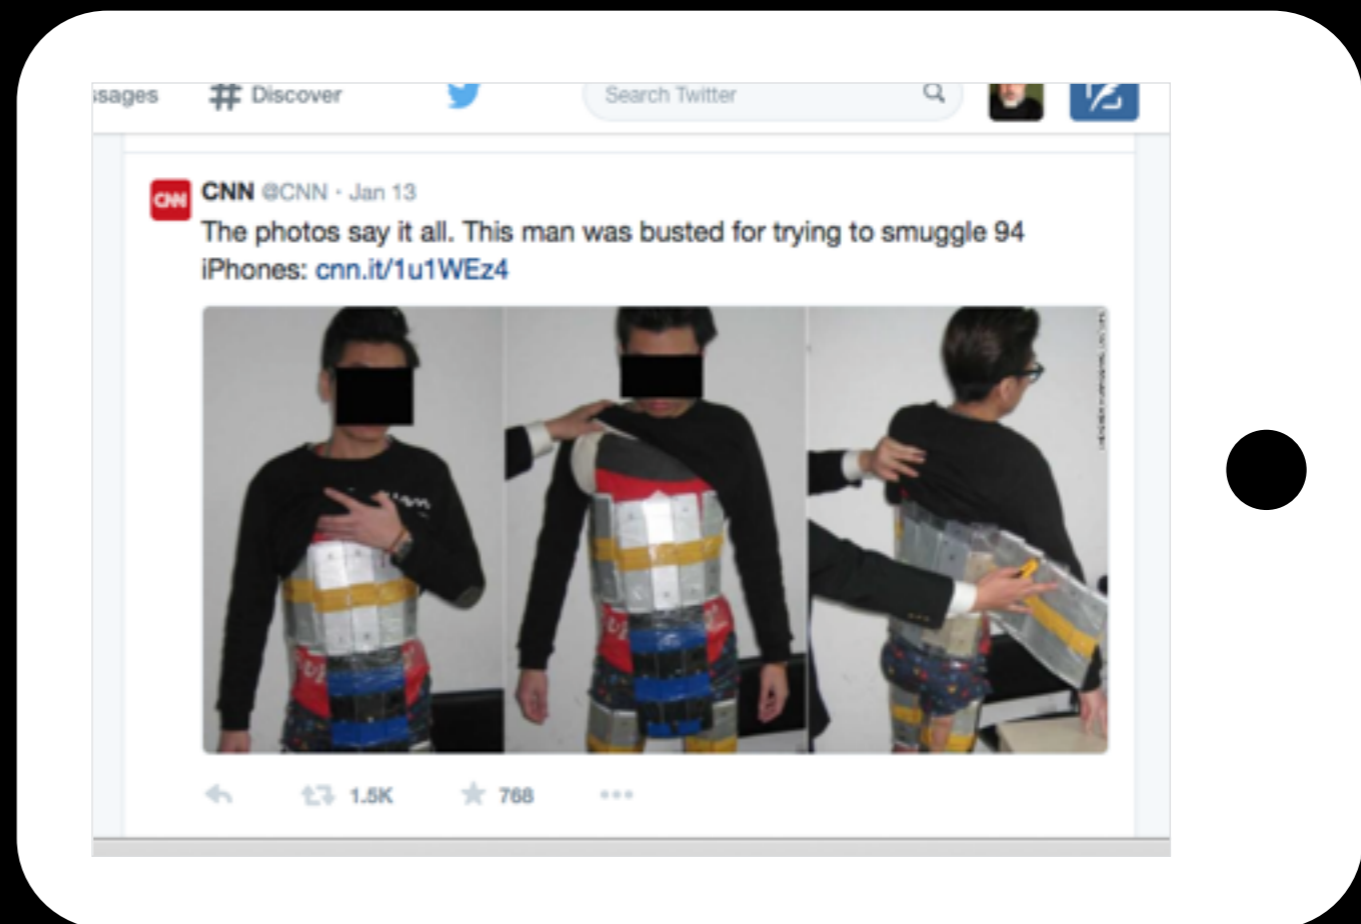 ssages # Discover Search Twitter
CNN CNN @CNN · Jan 13
The photos say it all. This man was busted for trying to smuggle 94
iPhones: cnn.it/1u1WEz4
1.5K 768